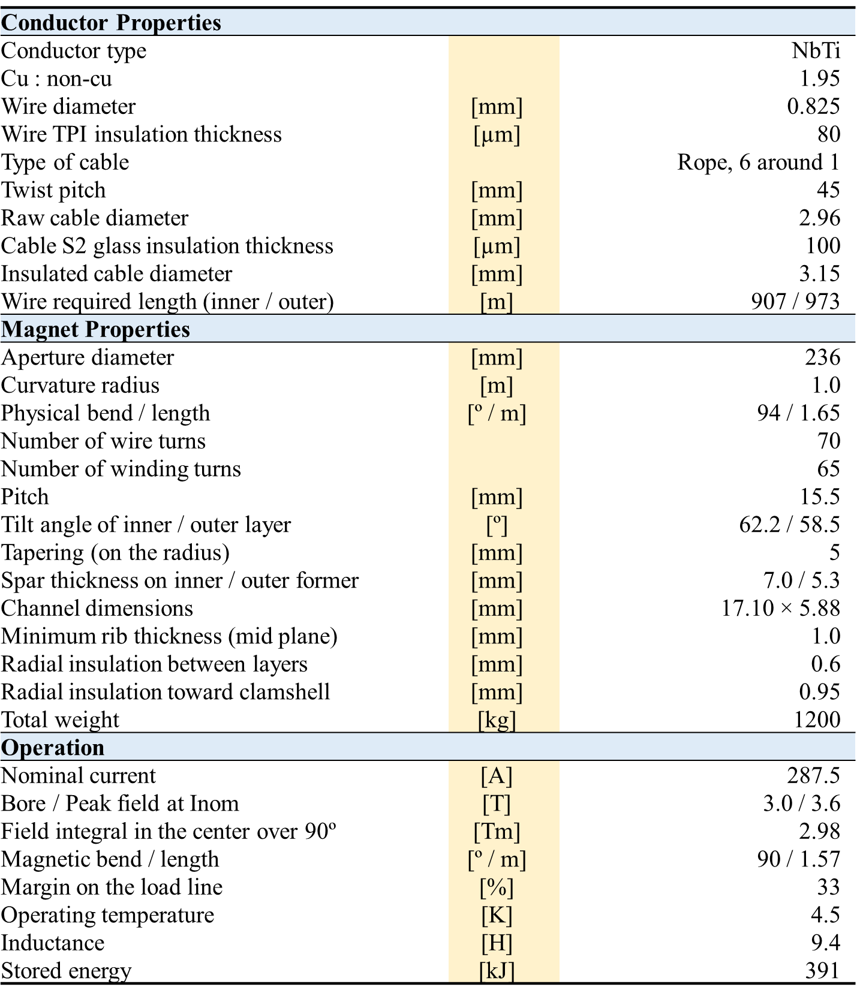 Conductor Properties
Conductor type NbTi
Cu : non-cu 1.95
Wire diameter [mm] 0.825
Wire TPI insulation thickness [µm] 80
Type of cable Rope, 6 around 1
Twist pitch [mm] 45
Raw cable diameter [mm] 2.96
Cable S2 glass insulation thickness [µm] 100
Insulated cable diameter [mm] 3.15
Wire required length (inner / outer) [m] 907 / 973
Magnet Properties
Aperture diameter [mm] 236
Curvature radius [m] 1.0
Physical bend / length [º / m] 94 / 1.65
Number of wire turns 70
Number of winding turns 65
Pitch [mm] 15.5
Tilt angle of inner / outer layer [º] 62.2 / 58.5
Tapering (on the radius) [mm] 5
Spar thickness on inner / outer former [mm] 7.0 / 5.3
Channel dimensions [mm] 17.10 × 5.88
Minimum rib thickness (mid plane) [mm] 1.0
Radial insulation between layers [mm] 0.6
Radial insulation toward clamshell [mm] 0.95
Total weight [kg] 1200
Operation
Nominal current [A] 287.5
Bore / Peak field at Inom [T] 3.0 / 3.6
Field integral in the center over 90º [Tm] 2.98
Magnetic bend / length [º / m] 90 / 1.57
Margin on the load line [%] 33
Operating temperature [K] 4.5
Inductance [H] 9.4
Stored energy [kJ] 391